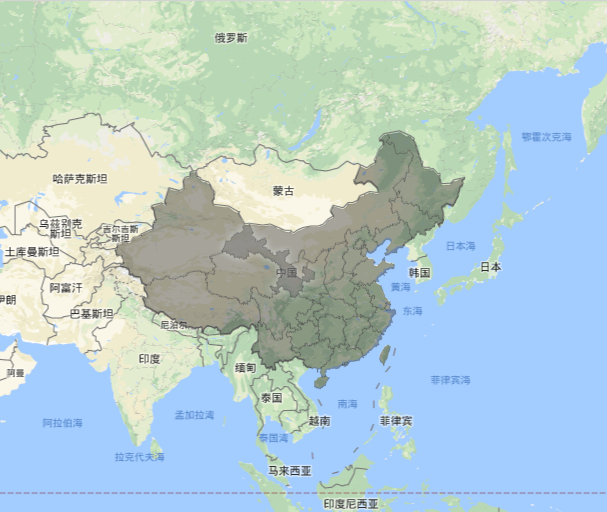 俄罗斯
鄂霍次克海
哈萨克斯坦
蒙古
乌兹别克
斯坦
吉尔吉斯
斯坦
日本海
土库曼斯坦
中国
韩国
日本
阿富汗
黄海
伊朗
巴基斯坦
东海
尼泊尔
印度
缅甸
阿曼
菲律宾海
泰国
南海
孟加拉湾
阿拉伯海
越南
菲律宾
泰国湾
拉克代夫海
马来西亚
印度尼西亚